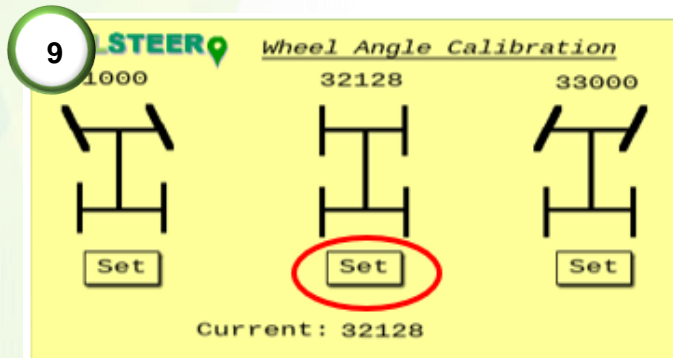 9
LSTEER Wheel Angle Calibration
1000 32128 33000
Set Set Set
Current: 32128